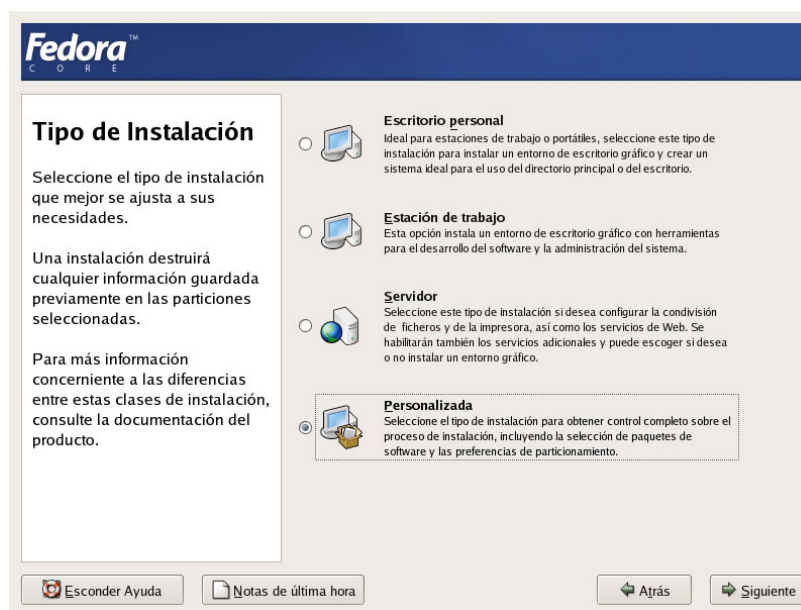 Fedora™
CORE
Tipo de Instalación
Seleccione el tipo de instalación
que mejor se ajusta a sus
necesidades.
Una instalación destruirá
cualquier información guardada
previamente en las particiones
seleccionadas.
Para más información
concerniente a las diferencias
entre estas clases de instalación,
consulte la documentación del
producto.
Escritorio personal
Ideal para estaciones de trabajo o portátiles, seleccione este tipo de
instalación para instalar un entorno de escritorio gráfico y crear un
sistema ideal para el uso del directorio principal o del escritorio.
Estación de trabajo
Esta opción instala un entorno de escritorio gráfico con herramientas
para el desarrollo del software y la administración del sistema.
Servidor
Seleccione este tipo de instalación si desea configurar la condivisión
de ficheros y de la impresora, así como los servicios de Web. Se
habilitarán también los servicios adicionales y puede escoger si desea
o no instalar un entorno gráfico.
Personalizada
Seleccione el tipo de instalación para obtener control completo sobre el
proceso de instalación, incluyendo la selección de paquetes de
software y las preferencias de particionamiento.
Esconder Ayuda
Notas de última hora
Atrás
Siguiente